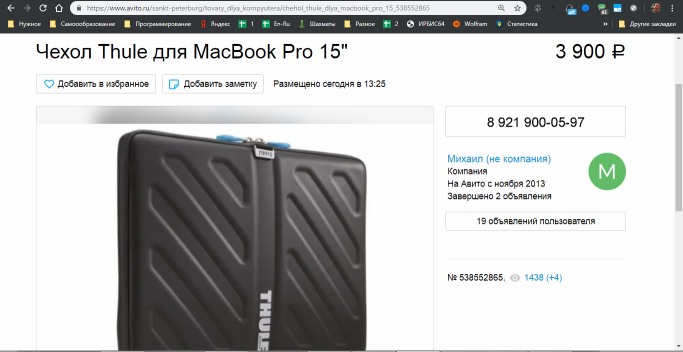 https://www.avito.ru/sankt-peterburg/tovary_dlya_kompyutera/chehol_thule_dlya_macbook_pro_15_538552865
Нужное Самообразование Программирование Яндекс 1 En-Ru Шахматы Разное 2 ИРБИС64 Wolfram Статистика » Другие закладки
Чехол Thule для MacBook Pro 15" 3 900 ₽
Добавить в избранное Добавить заметку Размещено сегодня в 13:25
8 921 900-05-97
Михаил (не компания)
Компания
На Авито с ноября 2013
Завершено 2 объявления
M
19 объявлений пользователя
№ 538552865, 1438 (+4)
THULE